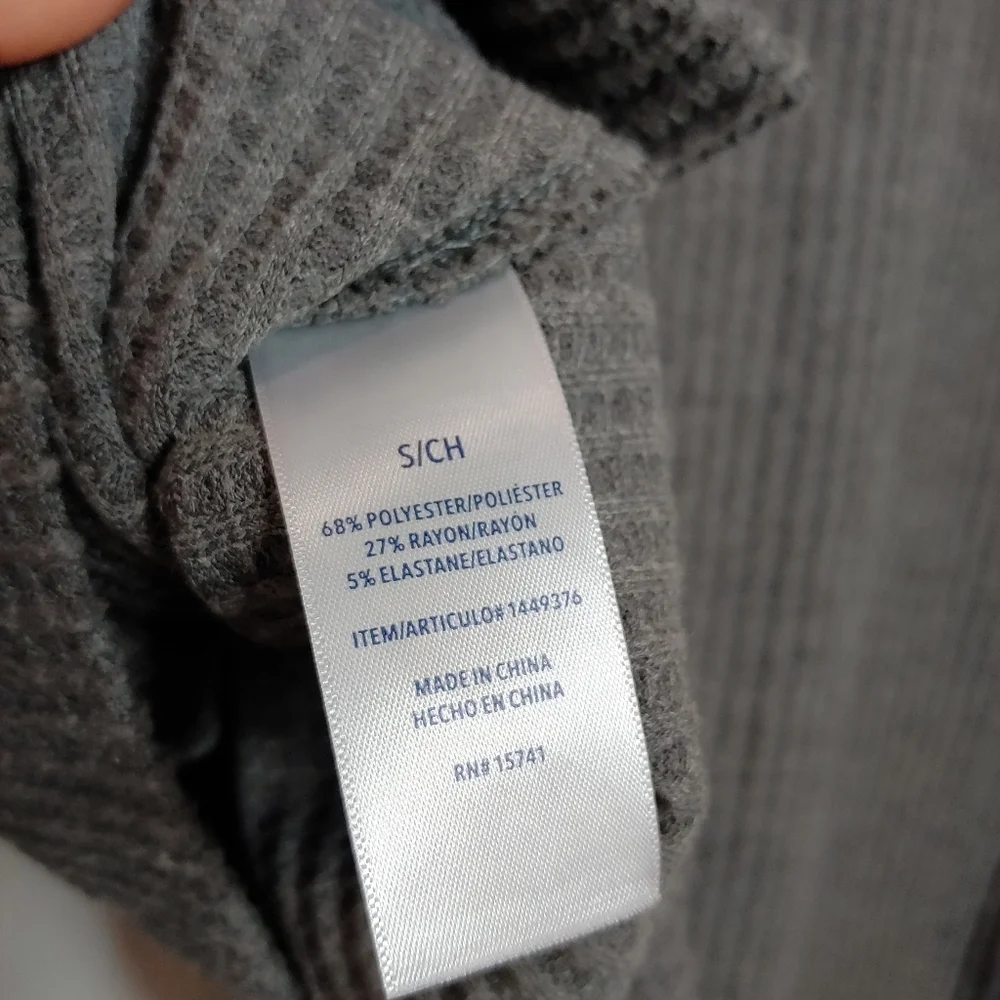 S/CH
68% POLYESTER/POLIÉSTER
27% RAYON/RAYÓN
5% ELASTANE/ELASTANO
ITEM/ARTICULO# 1449376
MADE IN CHINA
HECHO EN CHINA
RN# 15741